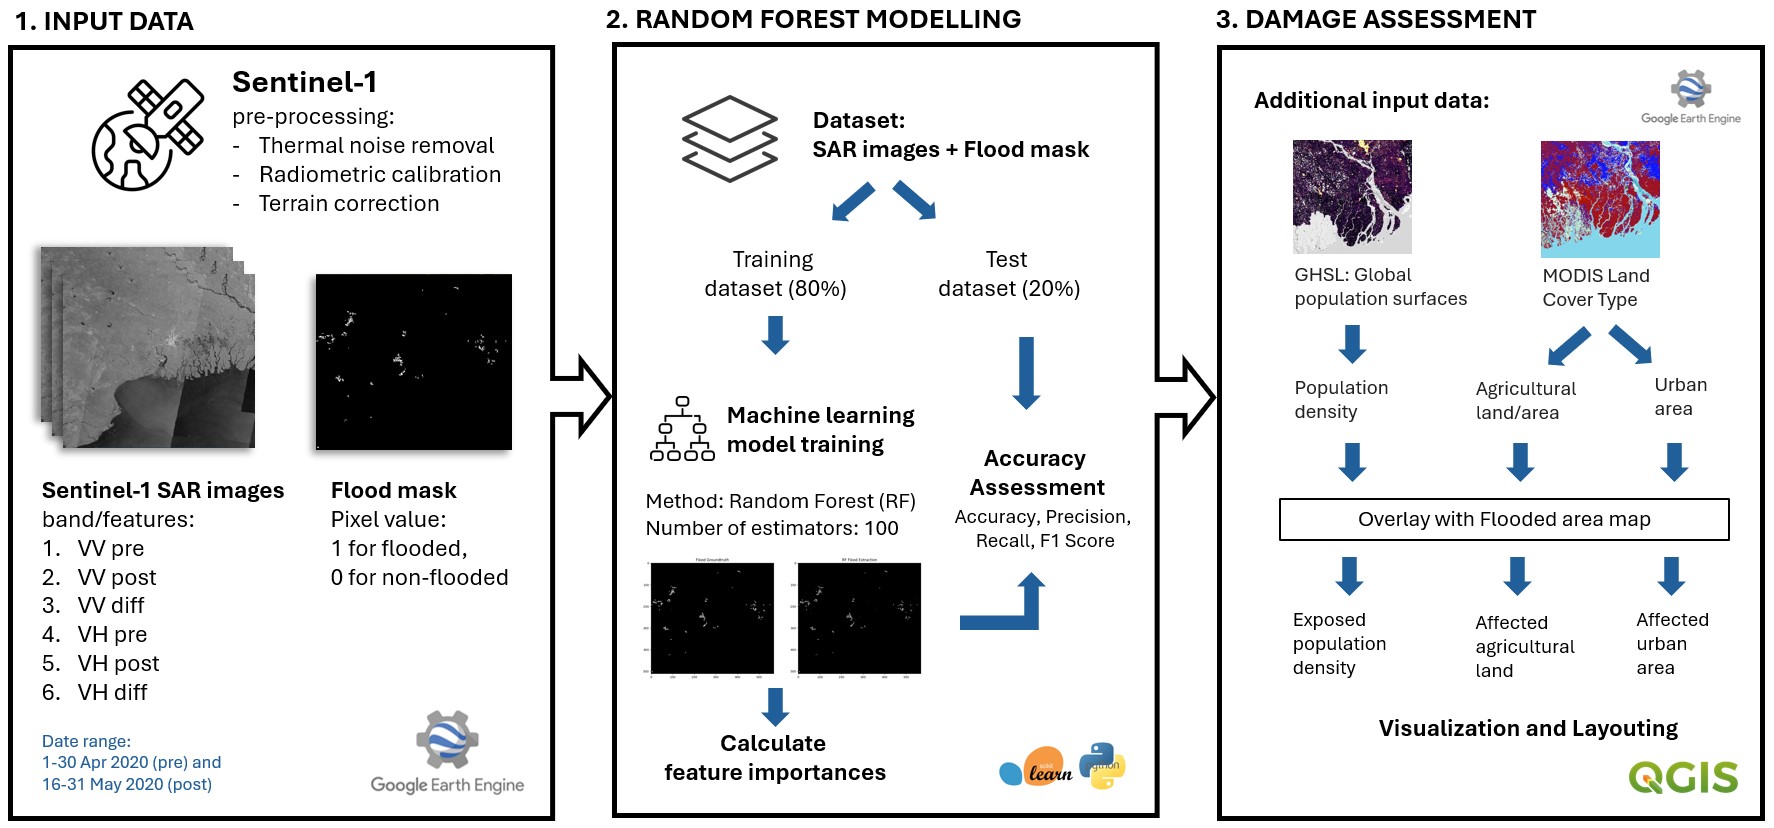 1. INPUT DATA
Sentinel-1
pre-processing:
- Thermal noise removal
- Radiometric calibration
- Terrain correction
Sentinel-1 SAR images
band/features:
1. VV pre
2. VV post
3. VV diff
4. VH pre
5. VH post
6. VH diff
Date range:
1-30 Apr 2020 (pre) and
16-31 May 2020 (post)
Flood mask
Pixel value:
1 for flooded,
0 for non-flooded
Google Earth Engine
2. RANDOM FOREST MODELLING
Dataset:
SAR images + Flood mask
Training
dataset (80%)
Test
dataset (20%)
Machine learning
model training
Method: Random Forest (RF)
Number of estimators: 100
Flood Groundtruth
RF Flood Extraction
Calculate
feature importances
Accuracy
Assessment
Accuracy, Precision,
Recall, F1 Score
scikit
learn
python
3. DAMAGE ASSESSMENT
Additional input data:
Google Earth Engine
GHSL: Global
population surfaces
MODIS Land
Cover Type
Population
density
Agricultural
land/area
Urban
area
Overlay with Flooded area map
Exposed
population
density
Affected
agricultural
land
Affected
urban
area
Visualization and Layouting
QGIS